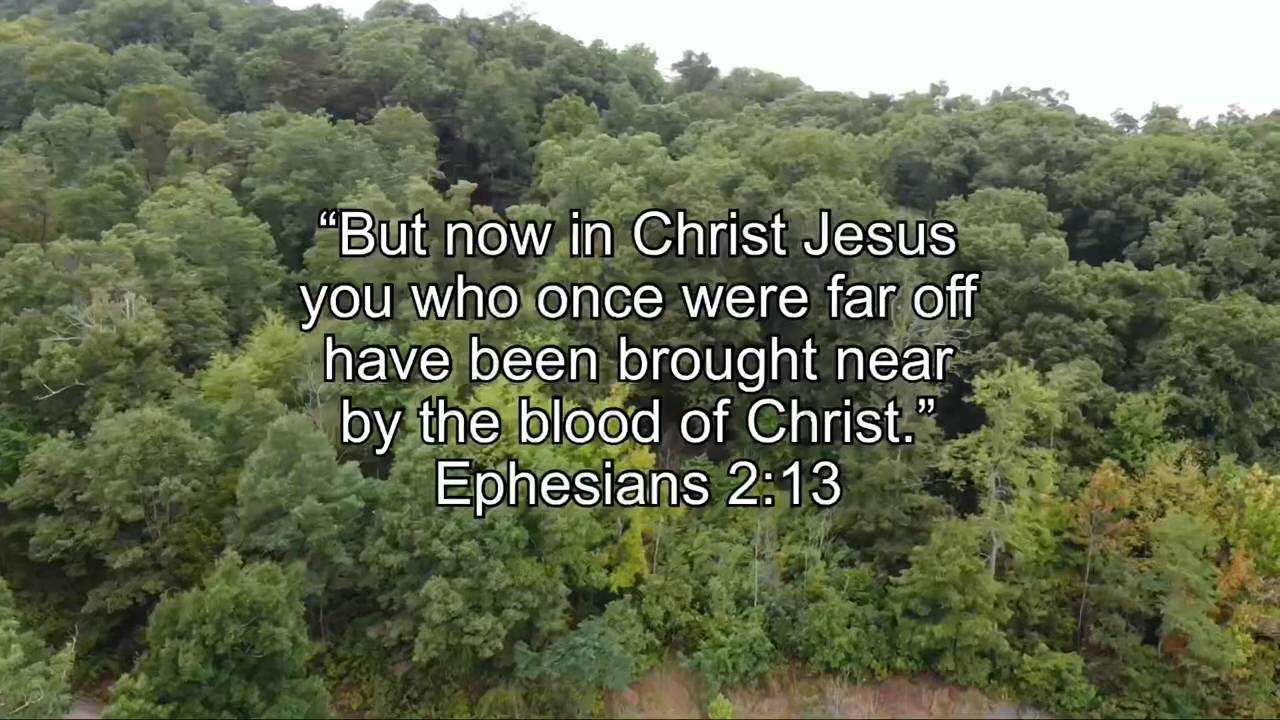 “But now in Christ Jesus
you who once were far off
have been brought near
by the blood of Christ.”
Ephesians 2:13